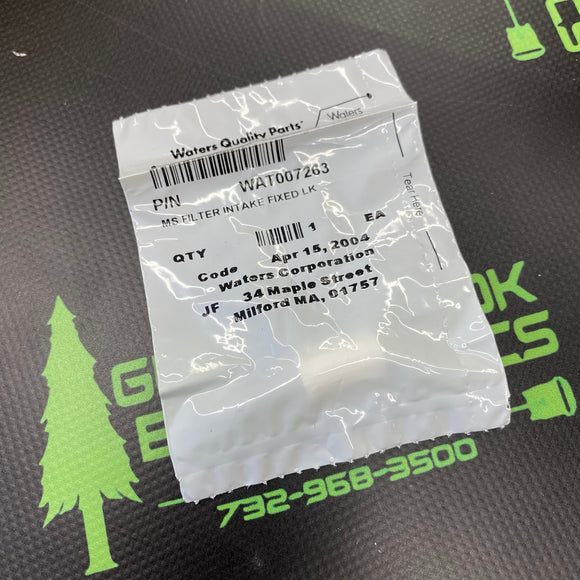 Waters Quality Parts
Waters
P/N WAT007263
MS FILTER INTAKE FIXED LK
Tear Here
QTY 1 EA
Code Apr 15, 2004
Waters Corporation
JF 34 Maple Street
Milford MA, 01757
732-968-3500